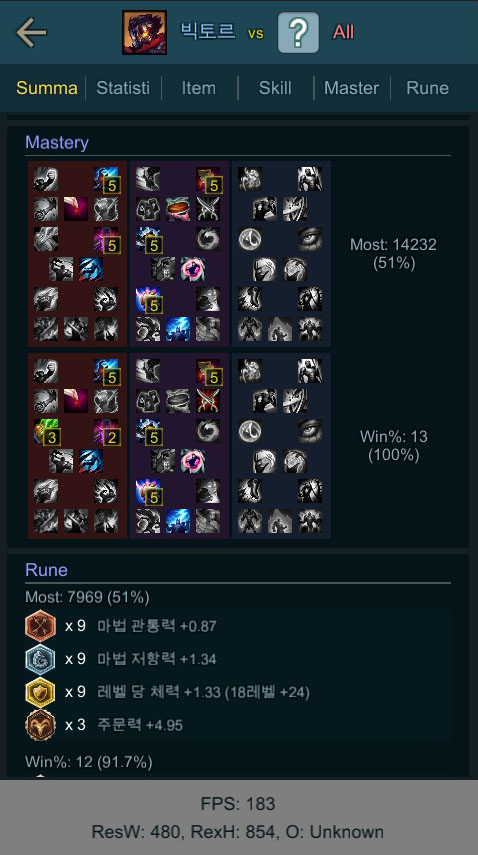 빅토르 vs ? All
Summa Statisti Item Skill Master Rune
Mastery
5 5
5 5
5
Most: 14232
(51%)
5 5
3 2 5
5
Win%: 13
(100%)
Rune
Most: 7969 (51%)
x 9 마법 관통력 +0.87
x 9 마법 저항력 +1.34
x 9 레벨 당 체력 +1.33 (18레벨 +24)
x 3 주문력 +4.95
Win%: 12 (91.7%)
FPS: 183
ResW: 480, RexH: 854, O: Unknown